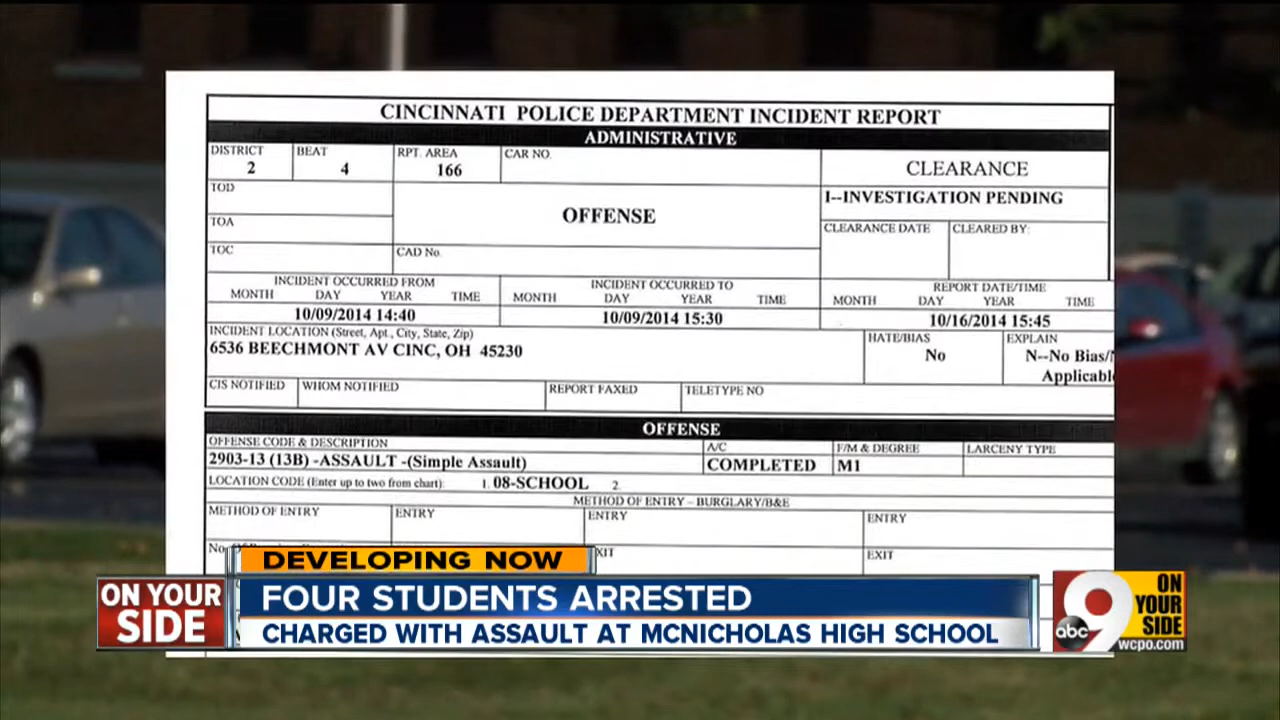 CINCINNATI POLICE DEPARTMENT INCIDENT REPORT
ADMINISTRATIVE
DISTRICT BEAT RPT. AREA CAR NO. CLEARANCE
2 4 166
TOD OFFENSE I--INVESTIGATION PENDING
TOA CLEARANCE DATE CLEARED BY:
TOC CAD No.
INCIDENT OCCURRED FROM INCIDENT OCCURRED TO REPORT DATE/TIME
MONTH DAY YEAR TIME MONTH DAY YEAR TIME MONTH DAY YEAR TIME
10/09/2014 14:40 10/09/2014 15:30 10/16/2014 15:45
INCIDENT LOCATION (Street, Apt., City, State, Zip) HATE/BIAS EXPLAIN
6536 BEECHMONT AV CINC, OH 45230 No N--No Bias/
Applicabl
CIS NOTIFIED WHOM NOTIFIED REPORT FAXED TELETYPE NO
OFFENSE
OFFENSE CODE & DESCRIPTION A/C F/M & DEGREE LARCENY TYPE
2903-13 (13B) -ASSAULT -(Simple Assault) COMPLETED M1
LOCATION CODE (Enter up to two from chart): 1. 08-SCHOOL 2.
METHOD OF ENTRY - BURGLARY/B&E
METHOD OF ENTRY ENTRY ENTRY ENTRY
No. XIT EXIT
DEVELOPING NOW
ON YOUR SIDE
FOUR STUDENTS ARRESTED
CHARGED WITH ASSAULT AT MCNICHOLAS HIGH SCHOOL
9 abc
ON YOUR SIDE
wcpo.com